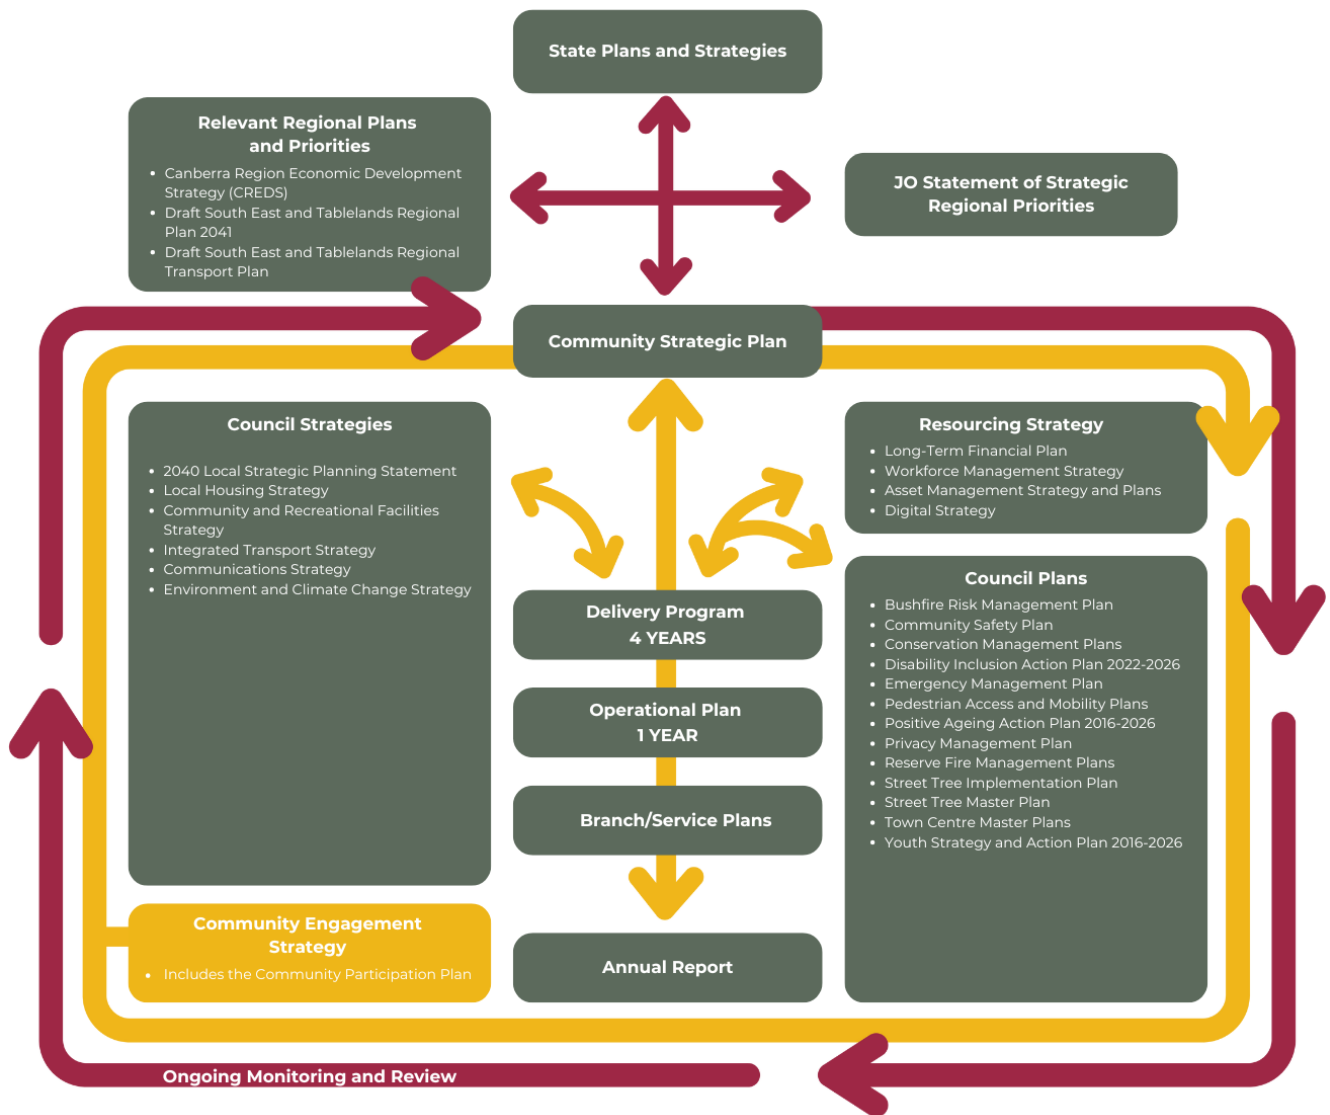 State Plans and Strategies
Relevant Regional Plans
and Priorities
• Canberra Region Economic Development
Strategy (CREDS)
• Draft South East and Tablelands Regional
Plan 2041
• Draft South East and Tablelands Regional
Transport Plan
JO Statement of Strategic
Regional Priorities
Community Strategic Plan
Council Strategies
• 2040 Local Strategic Planning Statement
• Local Housing Strategy
• Community and Recreational Facilities
Strategy
• Integrated Transport Strategy
• Communications Strategy
• Environment and Climate Change Strategy
Resourcing Strategy
• Long-Term Financial Plan
• Workforce Management Strategy
• Asset Management Strategy and Plans
• Digital Strategy
Delivery Program
4 YEARS
Operational Plan
1 YEAR
Branch/Service Plans
Annual Report
Council Plans
• Bushfire Risk Management Plan
• Community Safety Plan
• Conservation Management Plans
• Disability Inclusion Action Plan 2022-2026
• Emergency Management Plan
• Pedestrian Access and Mobility Plans
• Positive Ageing Action Plan 2016-2026
• Privacy Management Plan
• Reserve Fire Management Plans
• Street Tree Implementation Plan
• Street Tree Master Plan
• Town Centre Master Plans
• Youth Strategy and Action Plan 2016-2026
Community Engagement
Strategy
• Includes the Community Participation Plan
Ongoing Monitoring and Review